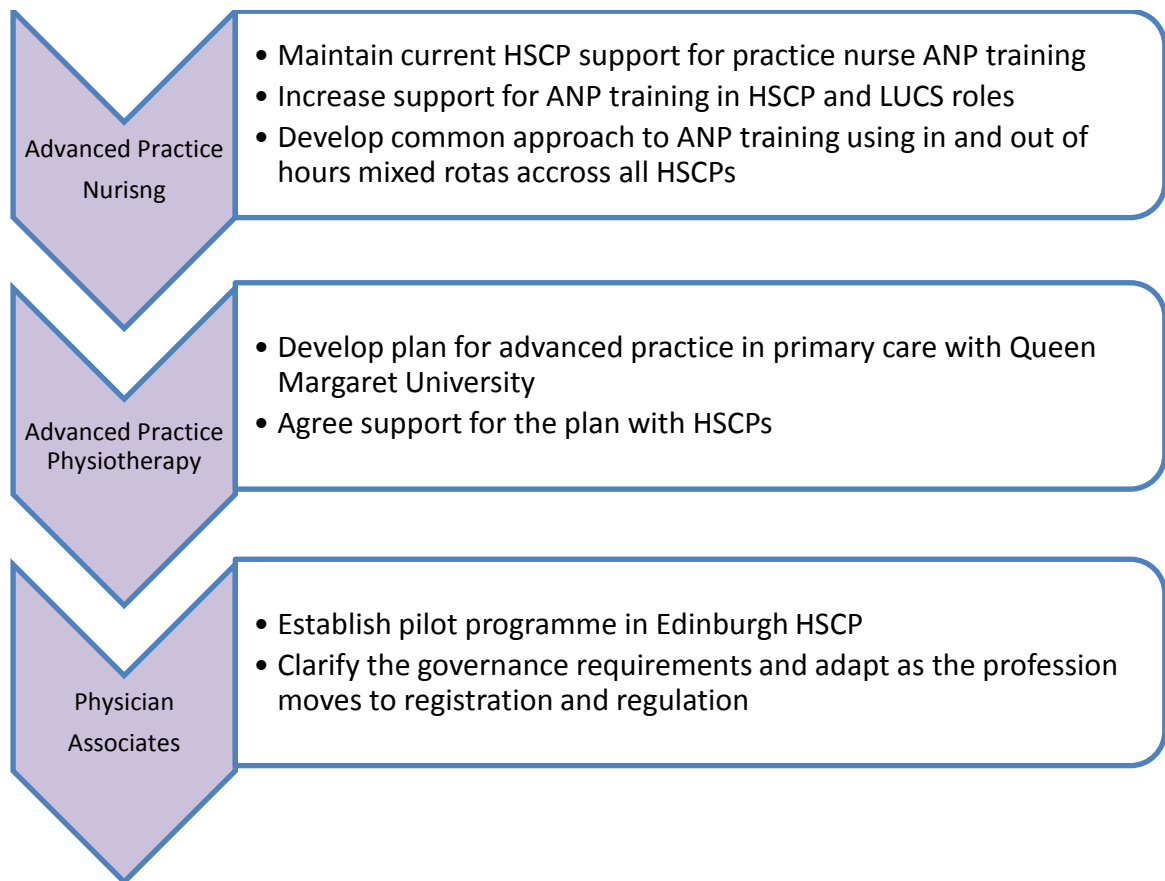 Advanced Practice
Nurisng
• Maintain current HSCP support for practice nurse ANP training
• Increase support for ANP training in HSCP and LUCS roles
• Develop common approach to ANP training using in and out of
hours mixed rotas accross all HSCPs
Advanced Practice
Physiotherapy
• Develop plan for advanced practice in primary care with Queen
Margaret University
• Agree support for the plan with HSCPs
Physician
Associates
• Establish pilot programme in Edinburgh HSCP
• Clarify the governance requirements and adapt as the profession
moves to registration and regulation